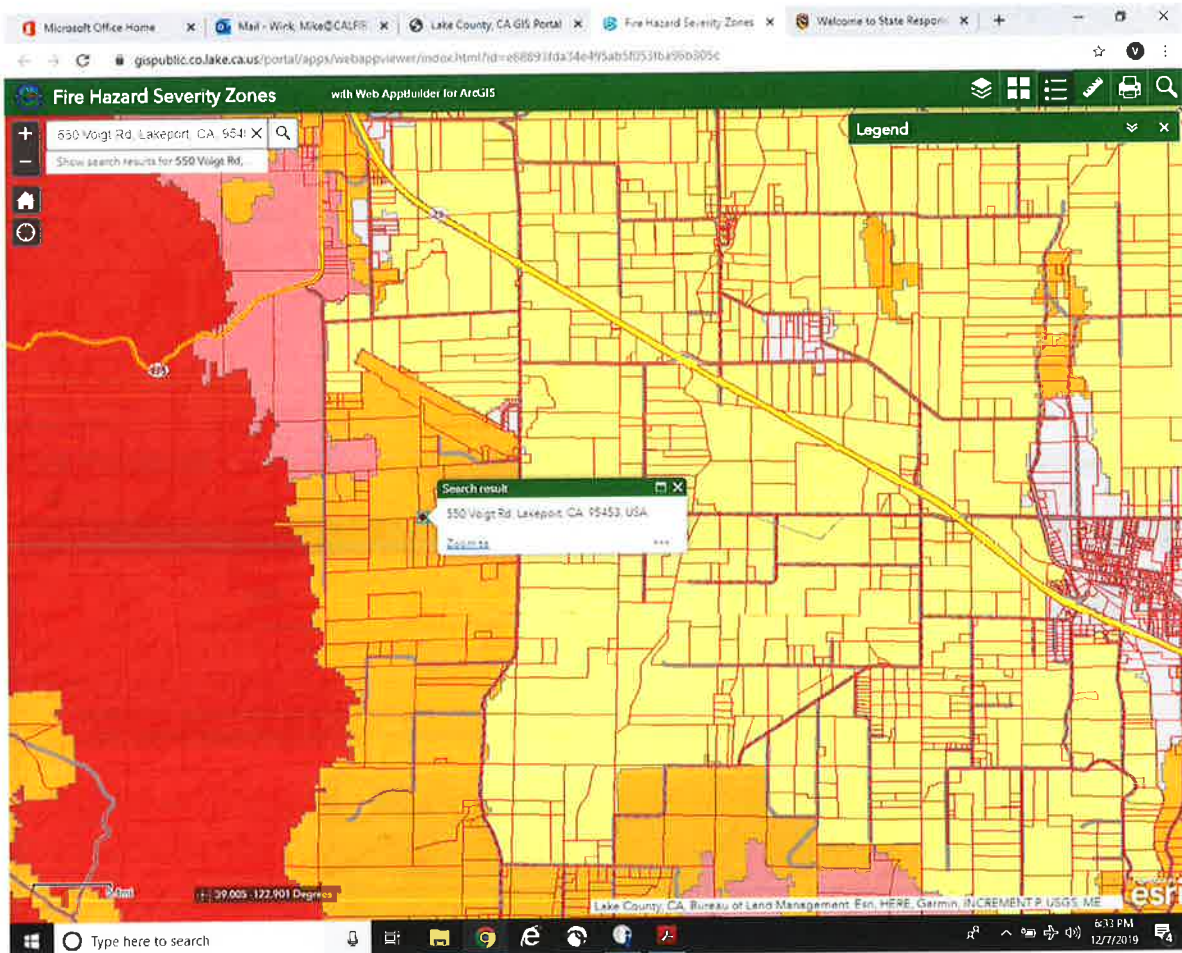 Microsoft Office Home
Mail - Wink, Mike@CALFIR
Lake County, CA GIS Portal
Fire Hazard Severity Zones
Welcome to State Respon
gispublic.co.lake.ca.us/portal/apps/webappviewer/index.html?id=
V
Fire Hazard Severity Zones
with Web AppBuilder for ArcGIS
550 Voigt Rd, Lakeport, CA, 954
Show search results for 550 Voigt Rd,
Legend
29
175
Search result
550 Voigt Rd, Lakeport, CA, 95453, USA
Zoom to
39.005 -122.901 Degrees
Lake County, CA, Bureau of Land Management, Esri, HERE, Garmin, INCREMENT P, USGS, ME
esri
Type here to search
6:33 PM
12/7/2019
4